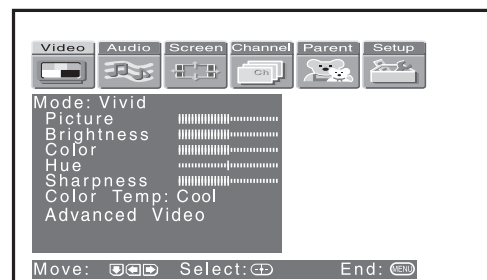 Video Audio Screen Channel Parent Setup
Ch
Mode: Vivid
Picture
Brightness
Color
Hue
Sharpness
Color Temp: Cool
Advanced Video
Move: Select: End: MENU